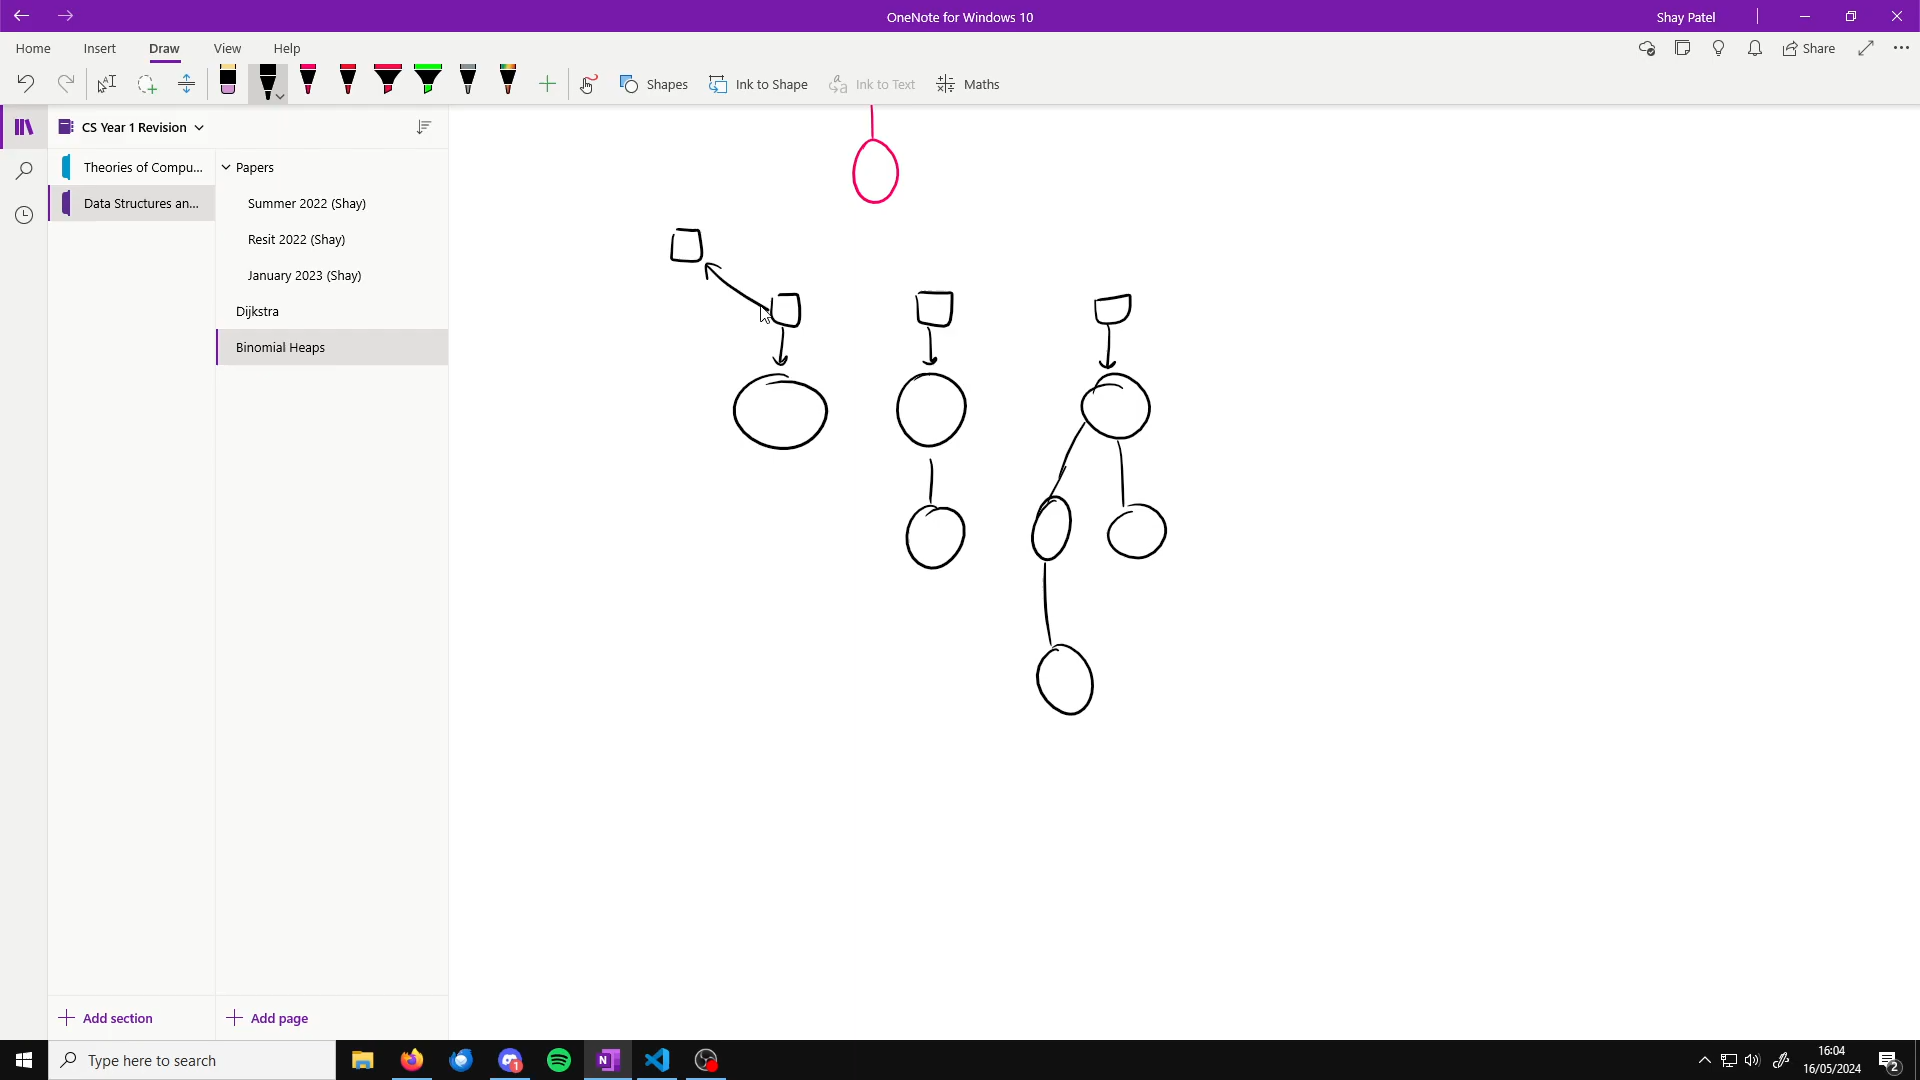 OneNote for Windows 10
Shay Patel
Home
Insert
Draw
View
Help
Share
Shapes
Ink to Shape
Ink to Text
Maths
CS Year 1 Revision
Theories of Compu...
Data Structures an...
Papers
Summer 2022 (Shay)
Resit 2022 (Shay)
January 2023 (Shay)
Dijkstra
Binomial Heaps
Add section
Add page
Type here to search
1
N
16:04
16/05/2024
2